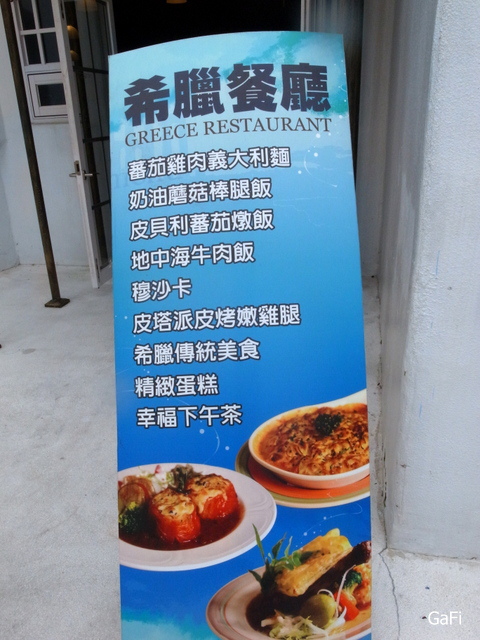 希臘餐廳
GREECE RESTAURANT
蕃茄雞肉義大利麵
奶油蘑菇棒腿飯
皮貝利蕃茄燉飯
地中海牛肉飯
穆沙卡
皮塔派皮烤嫩雞腿
希臘傳統美食
精緻蛋糕
幸福下午茶
GaFi